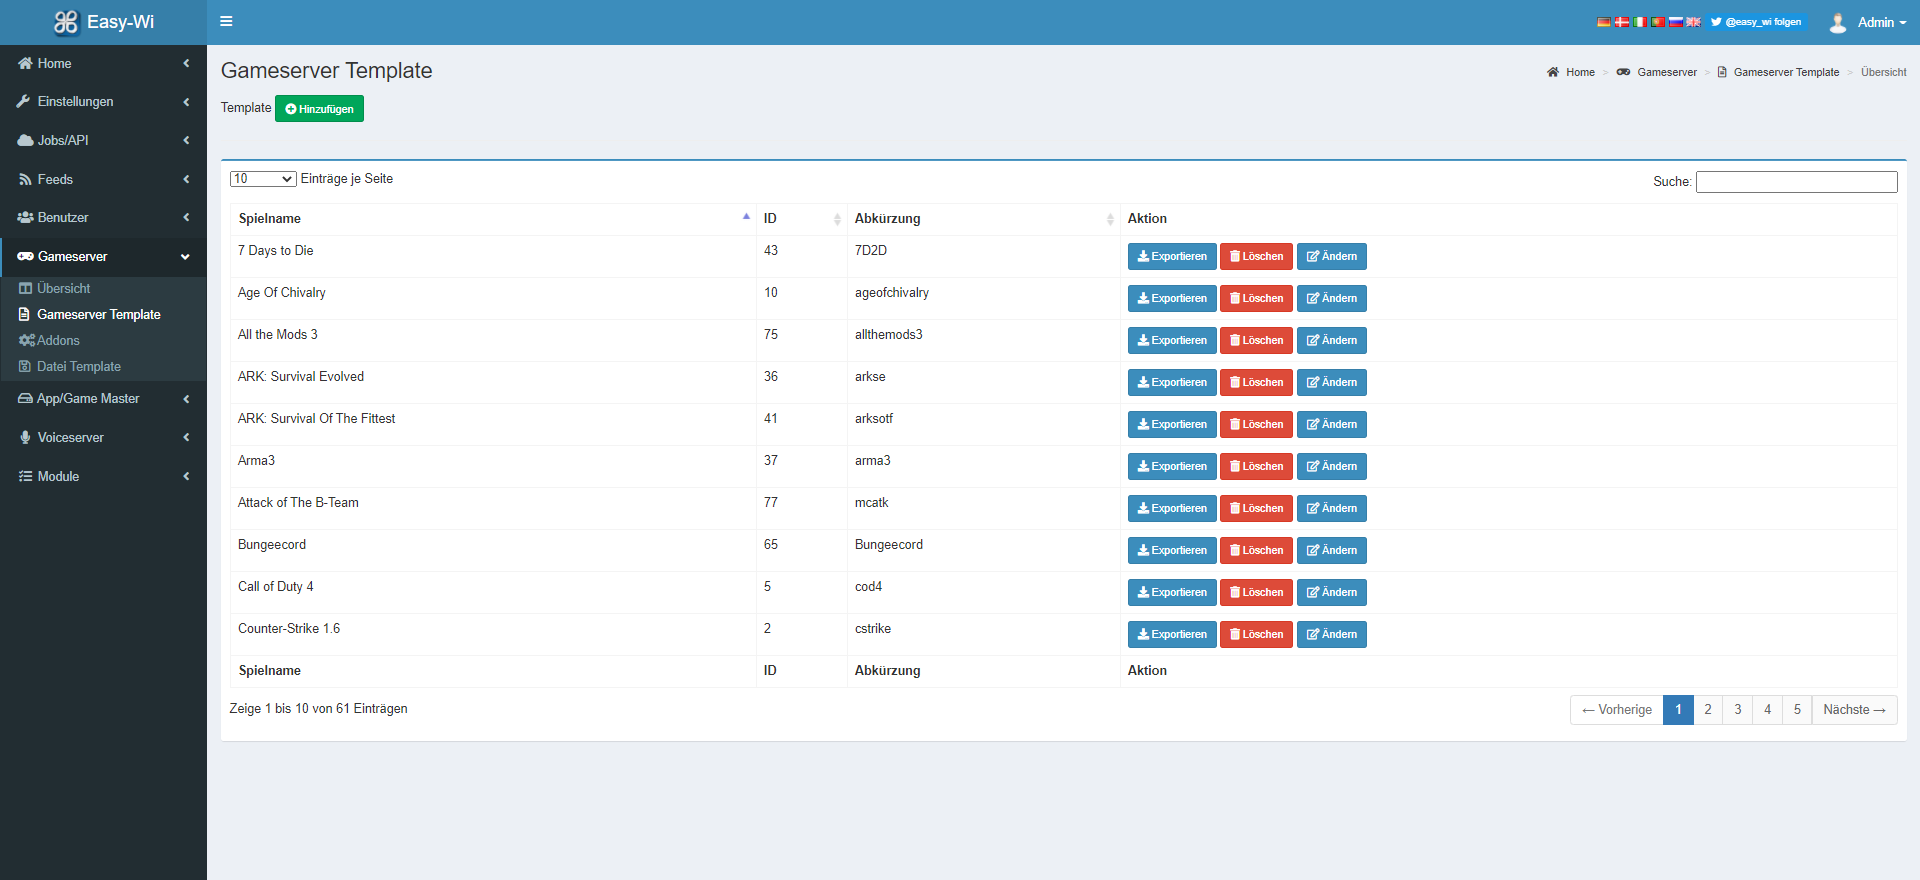 Easy-Wi
@easy_wi folgen
Admin
Home
Einstellungen
Jobs/API
Feeds
Benutzer
Gameserver
Übersicht
Gameserver Template
Addons
Datei Template
App/Game Master
Voiceserver
Module
Gameserver Template
Home > Gameserver > Gameserver Template > Übersicht
Template Hinzufügen
10 Einträge je Seite
Suche:
Spielname ID Abkürzung Aktion
7 Days to Die 43 7D2D Exportieren Löschen Ändern
Age Of Chivalry 10 ageofchivalry Exportieren Löschen Ändern
All the Mods 3 75 allthemods3 Exportieren Löschen Ändern
ARK: Survival Evolved 36 arkse Exportieren Löschen Ändern
ARK: Survival Of The Fittest 41 arksotf Exportieren Löschen Ändern
Arma3 37 arma3 Exportieren Löschen Ändern
Attack of The B-Team 77 mcatk Exportieren Löschen Ändern
Bungeecord 65 Bungeecord Exportieren Löschen Ändern
Call of Duty 4 5 cod4 Exportieren Löschen Ändern
Counter-Strike 1.6 2 cstrike Exportieren Löschen Ändern
Spielname ID Abkürzung Aktion
Zeige 1 bis 10 von 61 Einträgen
← Vorherige 1 2 3 4 5 Nächste →